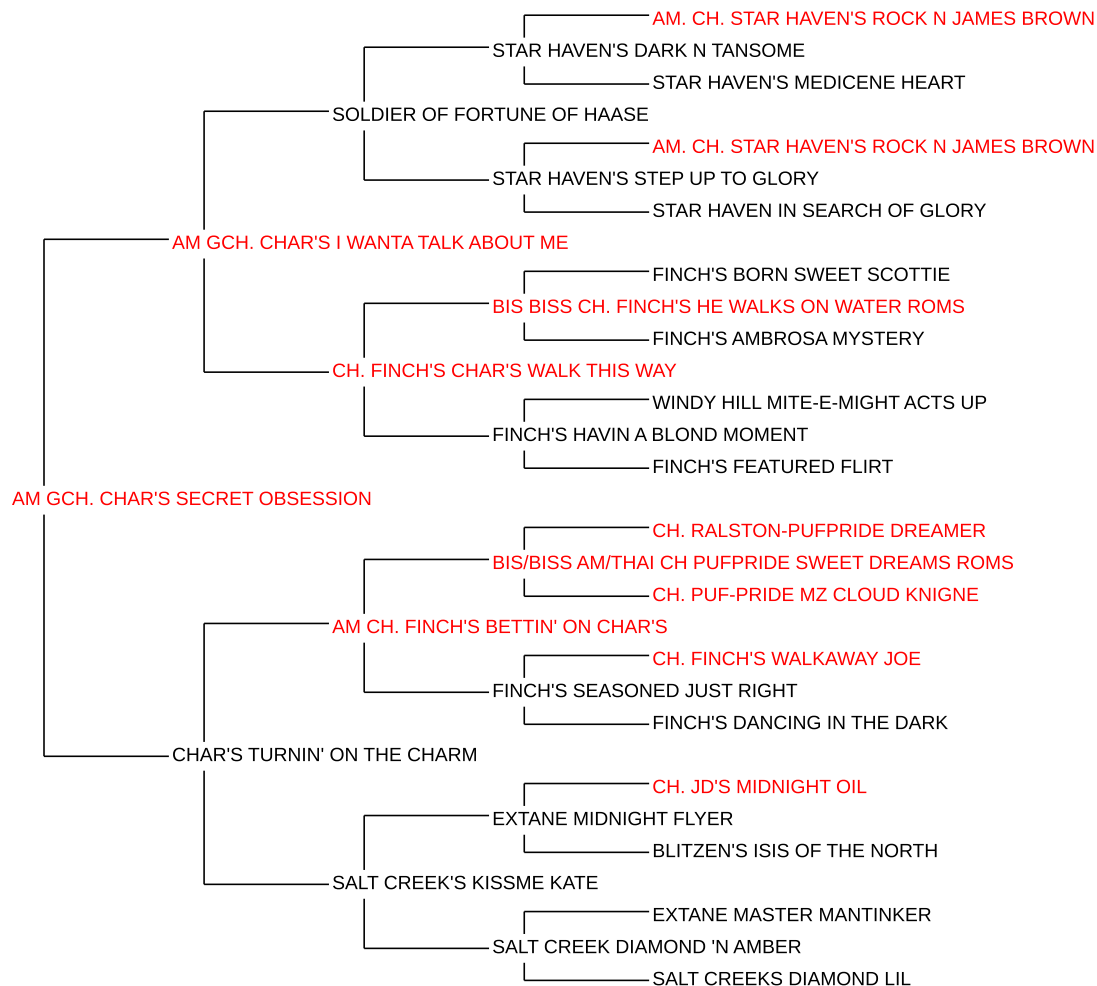 AM. CH. STAR HAVEN'S ROCK N JAMES BROWN
STAR HAVEN'S DARK N TANSOME
STAR HAVEN'S MEDICENE HEART
SOLDIER OF FORTUNE OF HAASE
AM. CH. STAR HAVEN'S ROCK N JAMES BROWN
STAR HAVEN'S STEP UP TO GLORY
STAR HAVEN IN SEARCH OF GLORY
AM GCH. CHAR'S I WANTA TALK ABOUT ME
FINCH'S BORN SWEET SCOTTIE
BIS BISS CH. FINCH'S HE WALKS ON WATER ROMS
FINCH'S AMBROSA MYSTERY
CH. FINCH'S CHAR'S WALK THIS WAY
WINDY HILL MITE-E-MIGHT ACTS UP
FINCH'S HAVIN A BLOND MOMENT
FINCH'S FEATURED FLIRT
AM GCH. CHAR'S SECRET OBSESSION
CH. RALSTON-PUFPRIDE DREAMER
BIS/BISS AM/THAI CH PUFPRIDE SWEET DREAMS ROMS
CH. PUF-PRIDE MZ CLOUD KNIGNE
AM CH. FINCH'S BETTIN' ON CHAR'S
CH. FINCH'S WALKAWAY JOE
FINCH'S SEASONED JUST RIGHT
FINCH'S DANCING IN THE DARK
CHAR'S TURNIN' ON THE CHARM
CH. JD'S MIDNIGHT OIL
EXTANE MIDNIGHT FLYER
BLITZEN'S ISIS OF THE NORTH
SALT CREEK'S KISSME KATE
EXTANE MASTER MANTINKER
SALT CREEK DIAMOND 'N AMBER
SALT CREEKS DIAMOND LIL